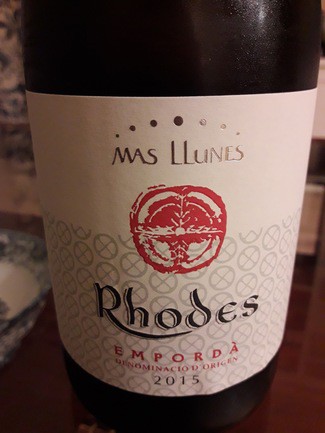 MAS LLUNES
Rhodes
EMPORDÀ
DENOMINACIÓ D'ORIGEN
2015